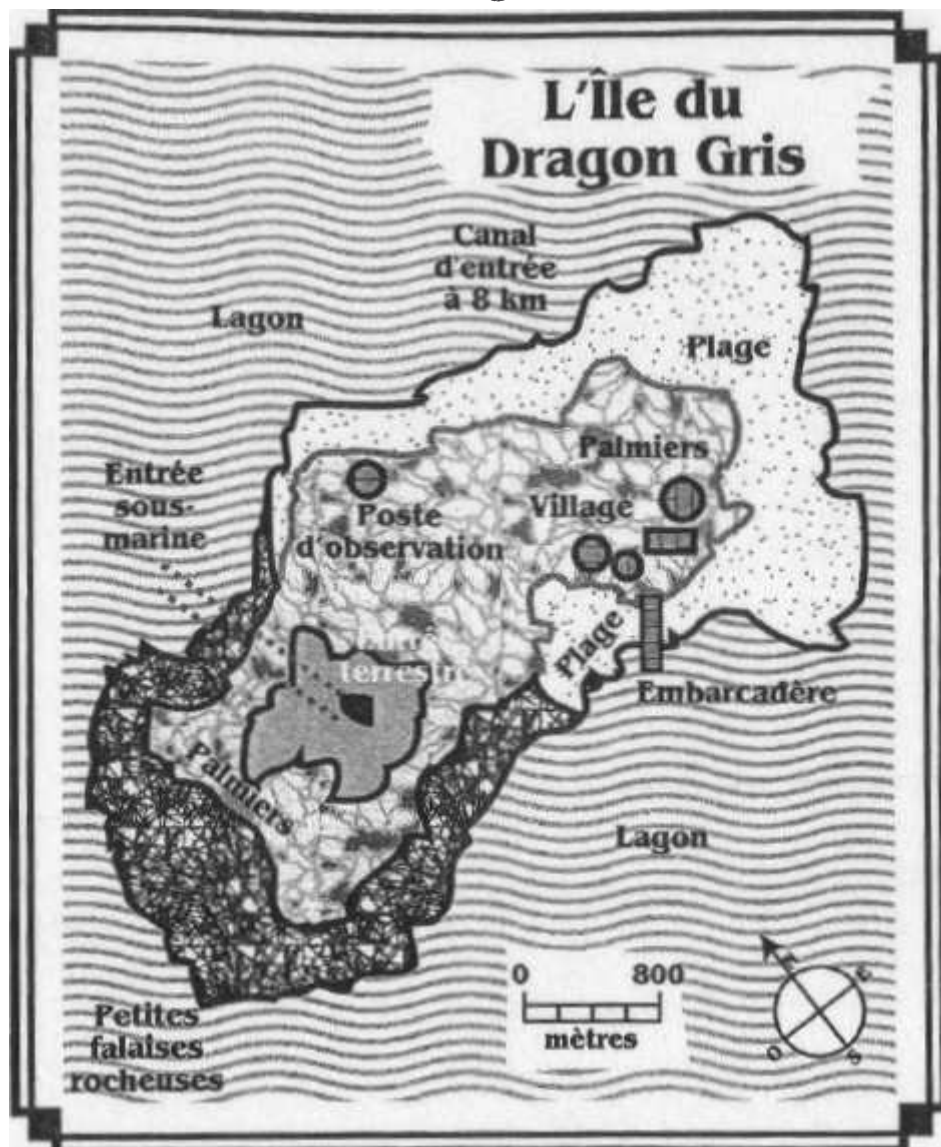 L'Île du
Dragon Gris
Canal
d'entrée
à 8 km
Lagon
Plage
Palmiers
Entrée
sous-
marine
Village
Poste
d'observation
terrestre
Plage
Embarcadère
Palmiers
Lagon
0 800
mètres
E
O
S
Petites
falaises
rocheuses